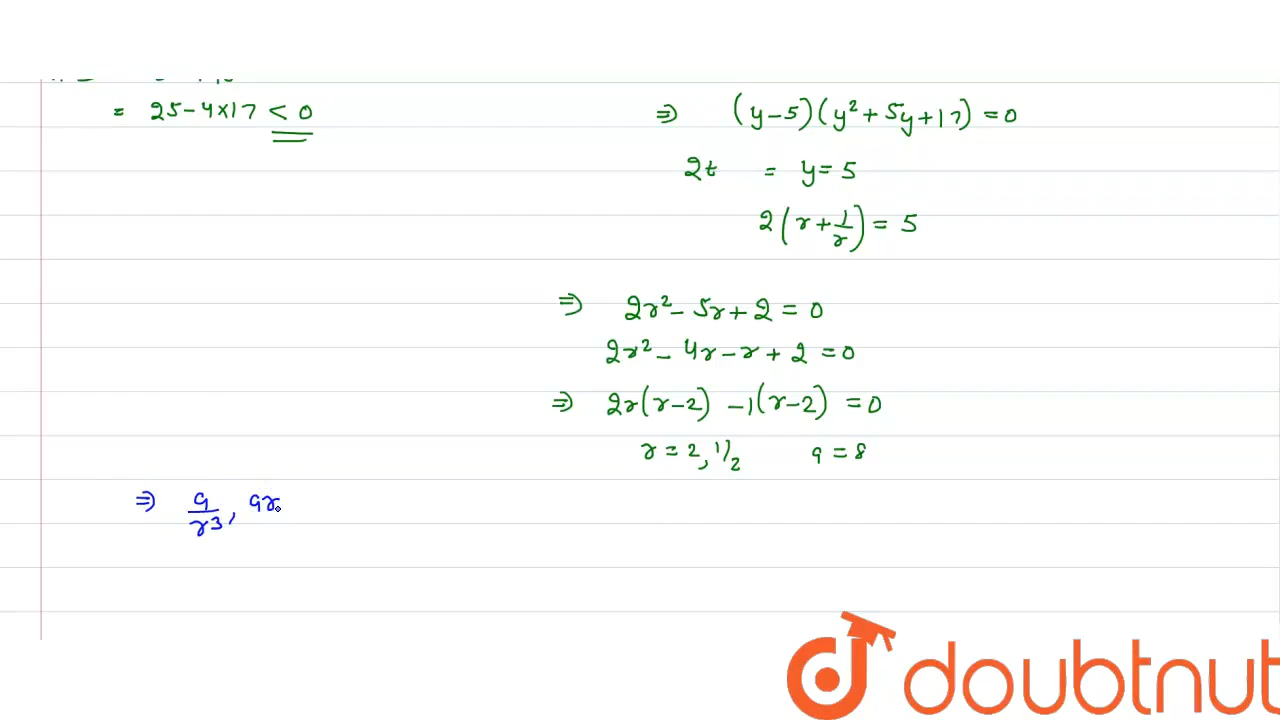 = 25-4×17 < 0
⇒ (y-5)(y²+5y+17) = 0
2t = y = 5
2(r+1/r) = 5
⇒ 2r²-5r+2 = 0
2r²-4r-r+2 = 0
⇒ 2r(r-2) -1(r-2) = 0
r = 2, 1/2 a = 8
⇒ a/r3, ar
doubtnut